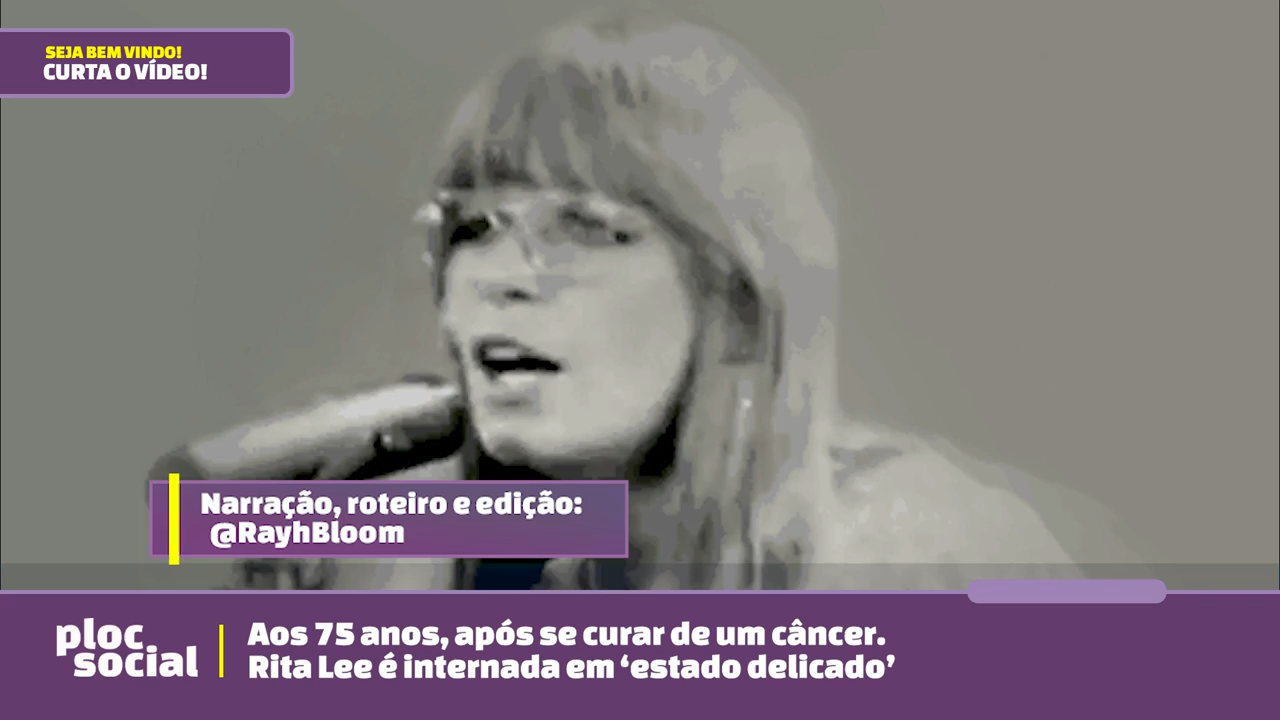 SEJA BEM VINDO!
CURTA O VÍDEO!
Narração, roteiro e edição:
@RayhBloom
ploc
social
Aos 75 anos, após se curar de um câncer.
Rita Lee é internada em ‘estado delicado’